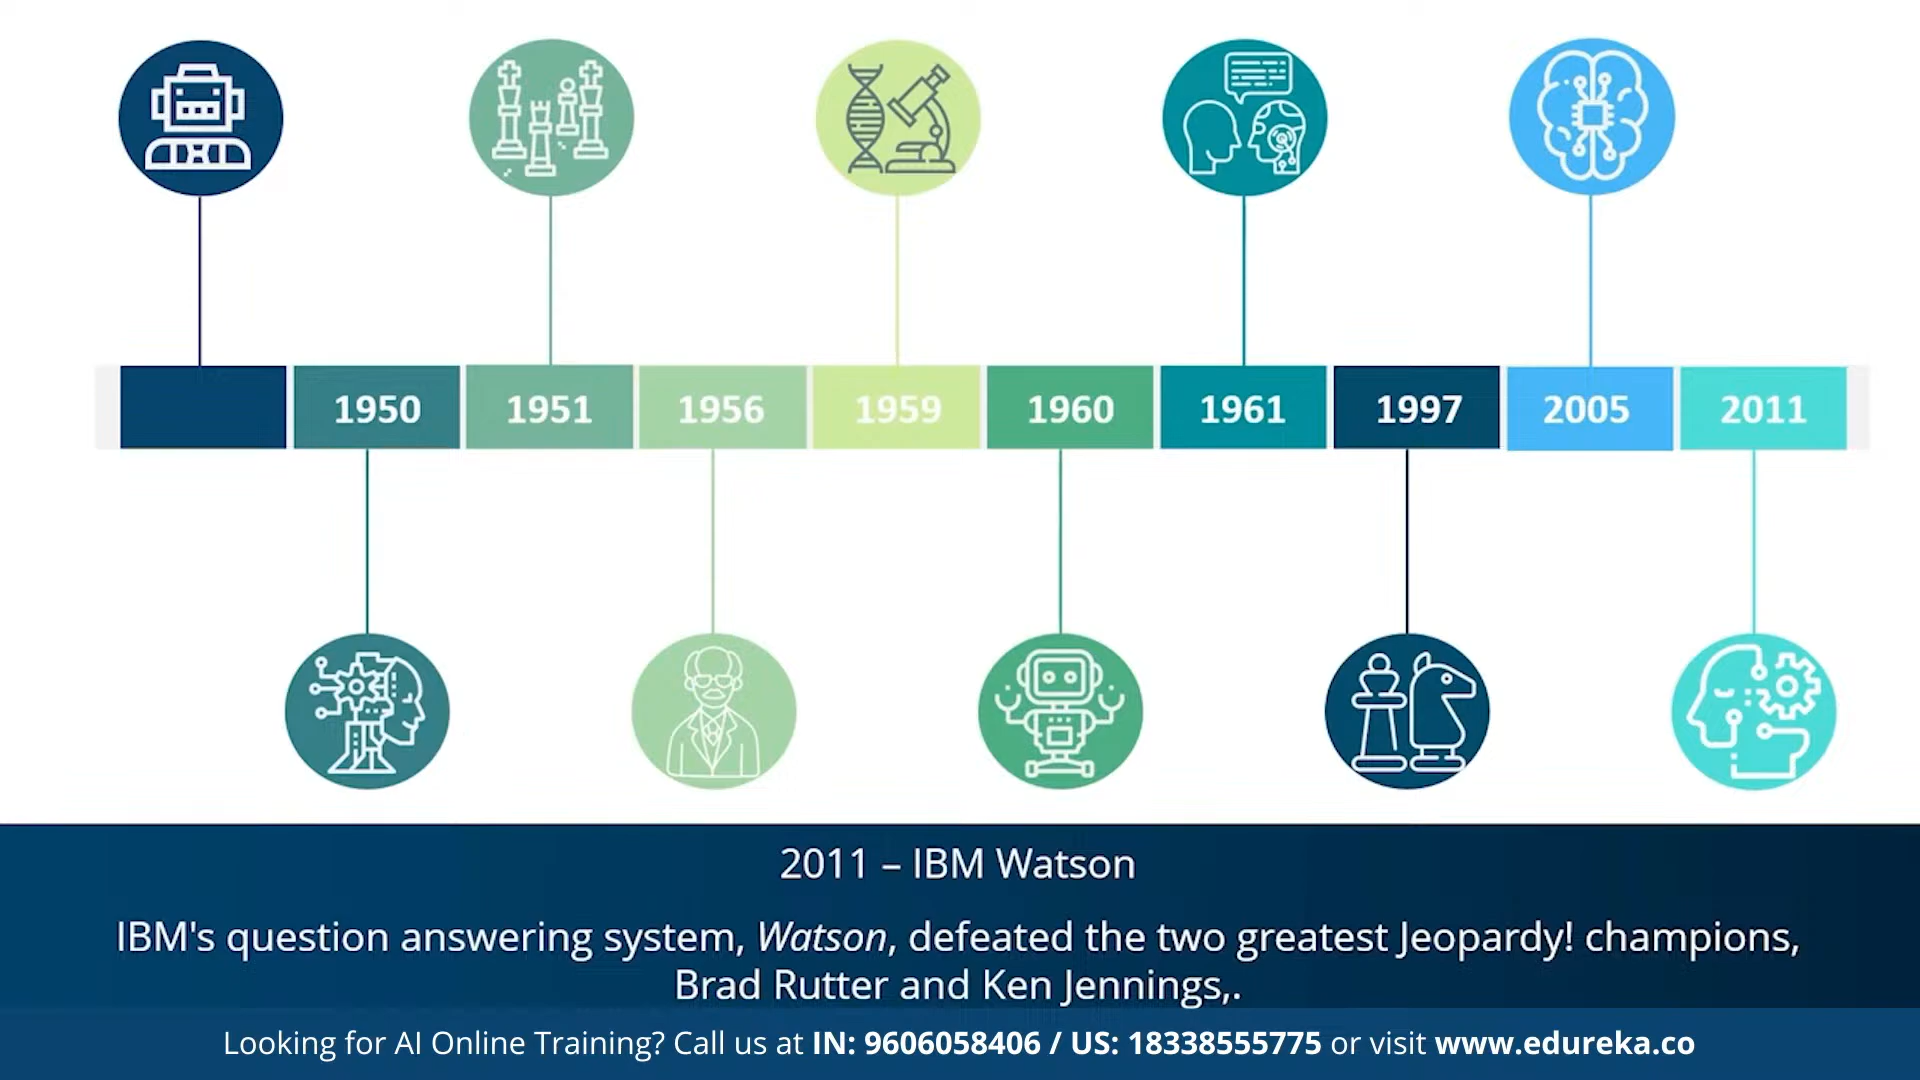 1950 1951 1956 1959 1960 1961 1997 2005 2011
2011 – IBM Watson
IBM's question answering system, Watson, defeated the two greatest Jeopardy! champions,
Brad Rutter and Ken Jennings,.
Looking for AI Online Training? Call us at IN: 9606058406 / US: 18338555775 or visit www.edureka.co